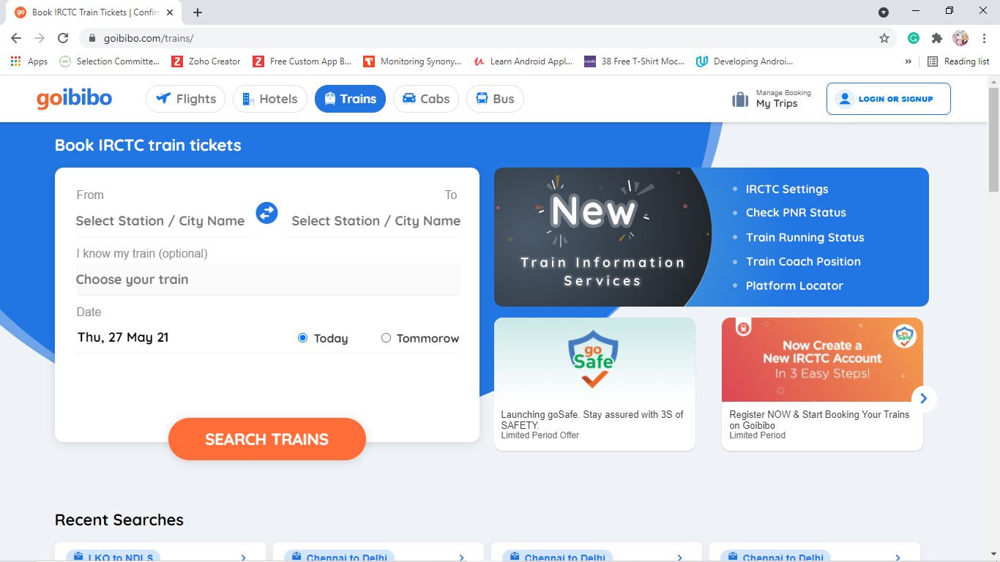 Book IRCTC Train Tickets | Confir
goibibo.com/trains/
Apps
Selection Committe...
Zoho Creator
Free Custom App B...
Monitoring Synony...
Learn Android Appl...
38 Free T-Shirt Moc...
Developing Androi...
»
Reading list
goibibo
Flights
Hotels
Trains
Cabs
Bus
Manage Booking
My Trips
LOGIN OR SIGNUP
Book IRCTC train tickets
From
To
Select Station / City Name
Select Station / City Name
I know my train (optional)
Choose your train
Date
Thu, 27 May 21
Today
Tommorow
SEARCH TRAINS
New
Train Information
Services
IRCTC Settings
Check PNR Status
Train Running Status
Train Coach Position
Platform Locator
go
Safe
Launching goSafe. Stay assured with 3S of
SAFETY.
Limited Period Offer
go
Safe
Now Create a
New IRCTC Account
In 3 Easy Steps!
Register NOW & Start Booking Your Trains
on Goibibo
Limited Period
Recent Searches
LKO to NDLS
Chennai to Delhi
Chennai to Delhi
Chennai to Delhi